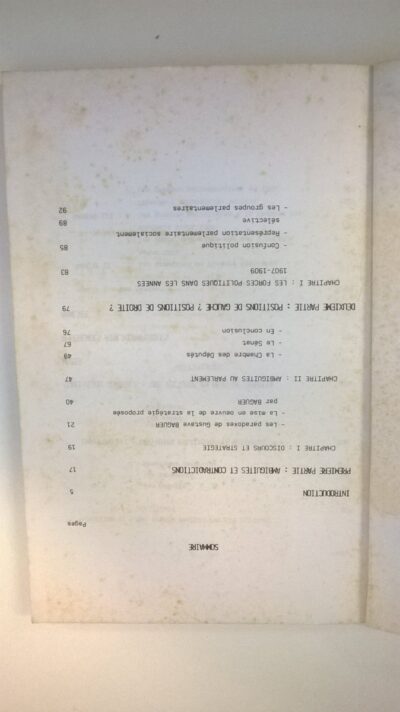 SOMMAIRE
Pages
INTRODUCTION 5
PREMIERE PARTIE : AMBIGUITES ET CONTRADICTIONS 17
CHAPITRE I : DISCOURS ET STRATEGIE 19
- Les paradoxes de Gustave BAGUER 21
- La mise en oeuvre de la stratégie proposée
par BAGUER 40
CHAPITRE II : AMBIGUITES AU PARLEMENT 47
- La Chambre des Députés 48
- Le Sénat 67
- En conclusion 76
DEUXIEME PARTIE : POSITIONS DE GAUCHE ? POSITIONS DE DROITE ? 79
CHAPITRE I : LES FORCES POLITIQUES DANS LES ANNEES
1907-1909 83
- Confusion politique 85
- Représentation parlementaire socialement
sélective 89
- Les groupes parlementaires 92